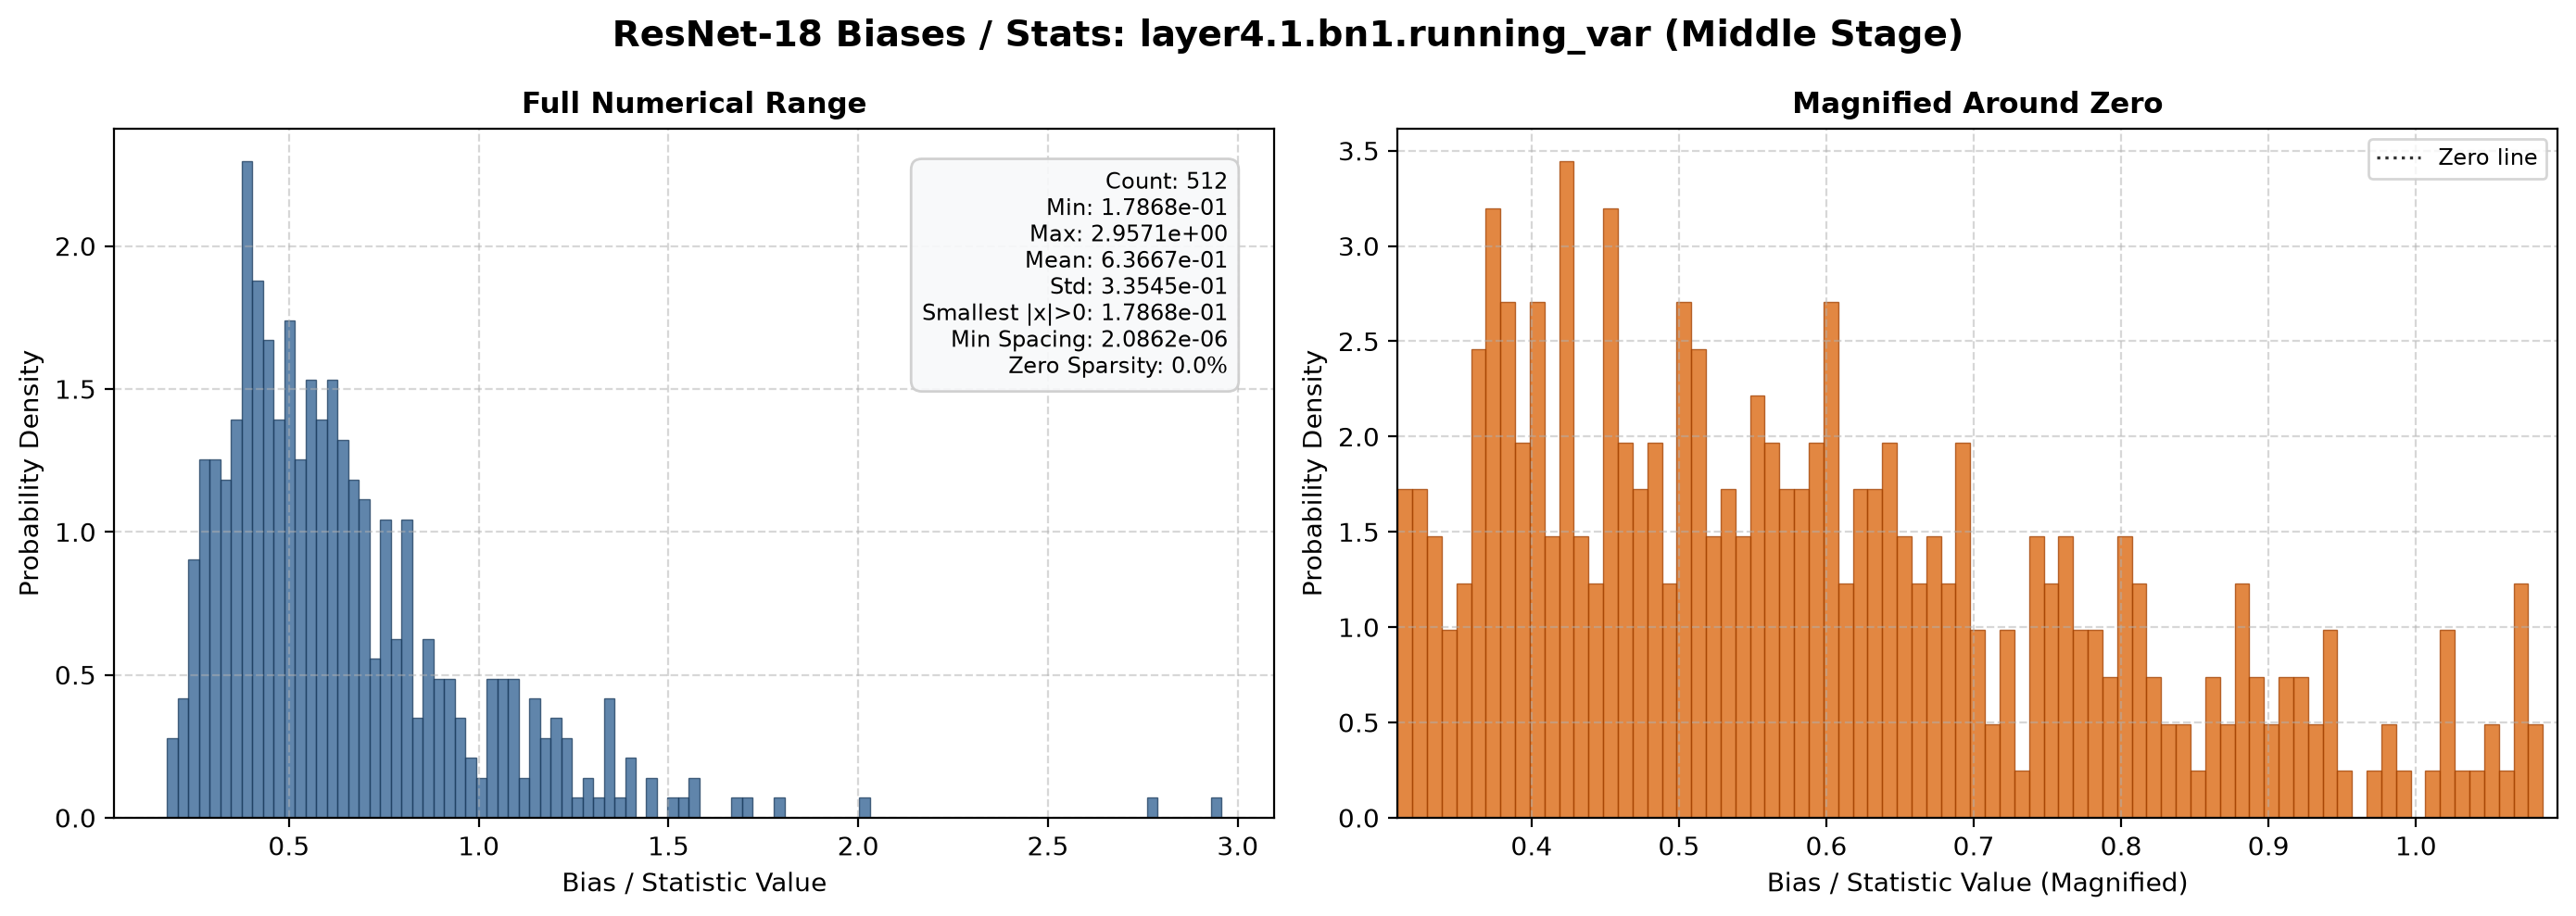 ResNet-18 Biases / Stats: layer4.1.bn1.running_var (Middle Stage)
Full Numerical Range
Count: 512
Min: 1.7868e-01
Max: 2.9571e+00
Mean: 6.3667e-01
Std: 3.3545e-01
Smallest |x|>0: 1.7868e-01
Min Spacing: 2.0862e-06
Zero Sparsity: 0.0%
Probability Density
2.0
1.5
1.0
0.5
0.0
0.5 1.0 1.5 2.0 2.5 3.0
Bias / Statistic Value
Magnified Around Zero
Zero line
Probability Density
3.5
3.0
2.5
2.0
1.5
1.0
0.5
0.0
0.4 0.5 0.6 0.7 0.8 0.9 1.0
Bias / Statistic Value (Magnified)